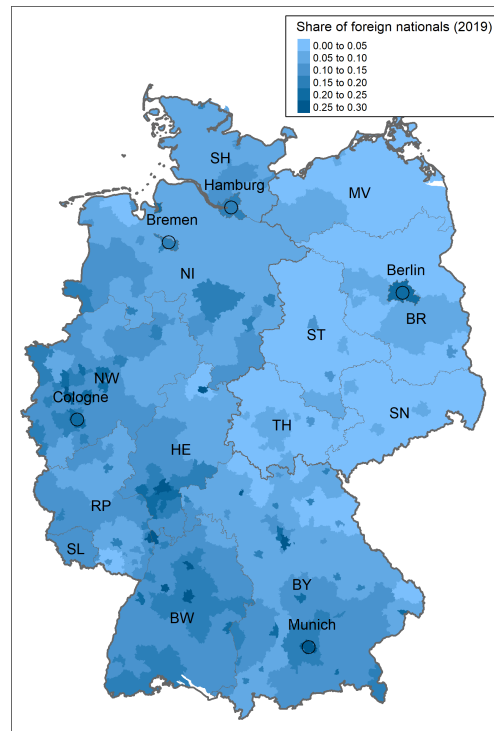 Share of foreign nationals (2019)
0.00 to 0.05
0.05 to 0.10
0.10 to 0.15
0.15 to 0.20
0.20 to 0.25
0.25 to 0.30
SH
Hamburg
MV
Bremen
NI
Berlin
BR
ST
NW
Cologne
SN
TH
HE
RP
SL
BY
BW
Munich